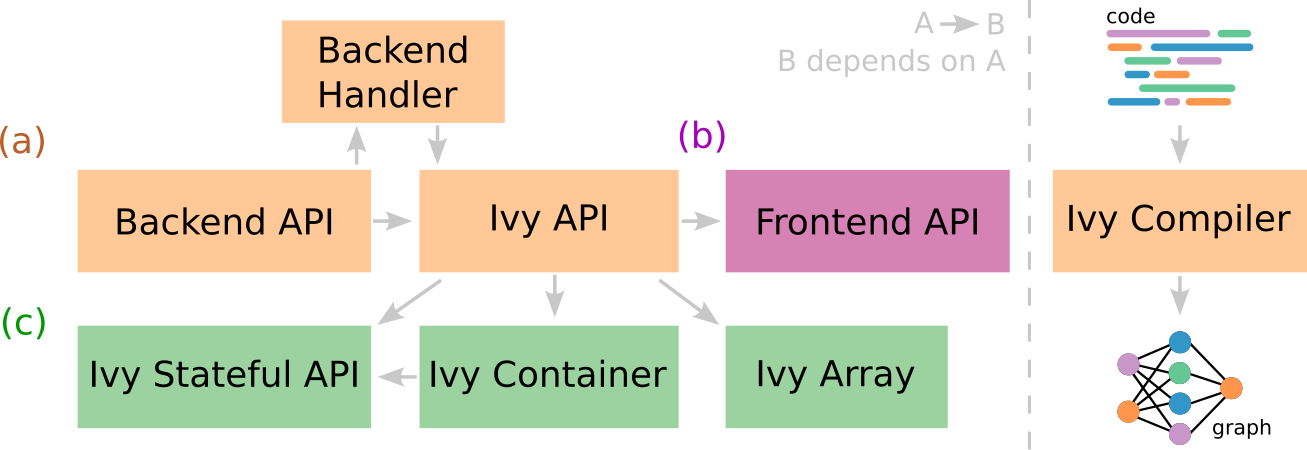 A B
B depends on A
code
Backend
Handler
(a)
(b)
Backend API
Ivy API
Frontend API
Ivy Compiler
(c)
Ivy Stateful API
Ivy Container
Ivy Array
graph